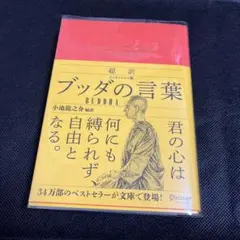 超訳
ブッダの言葉
BUDDHA
小池龍之介 編訳
君の心は
何にも
縛られず
自由と
なる。
34万部のベストセラーが文庫で登場!
Discover